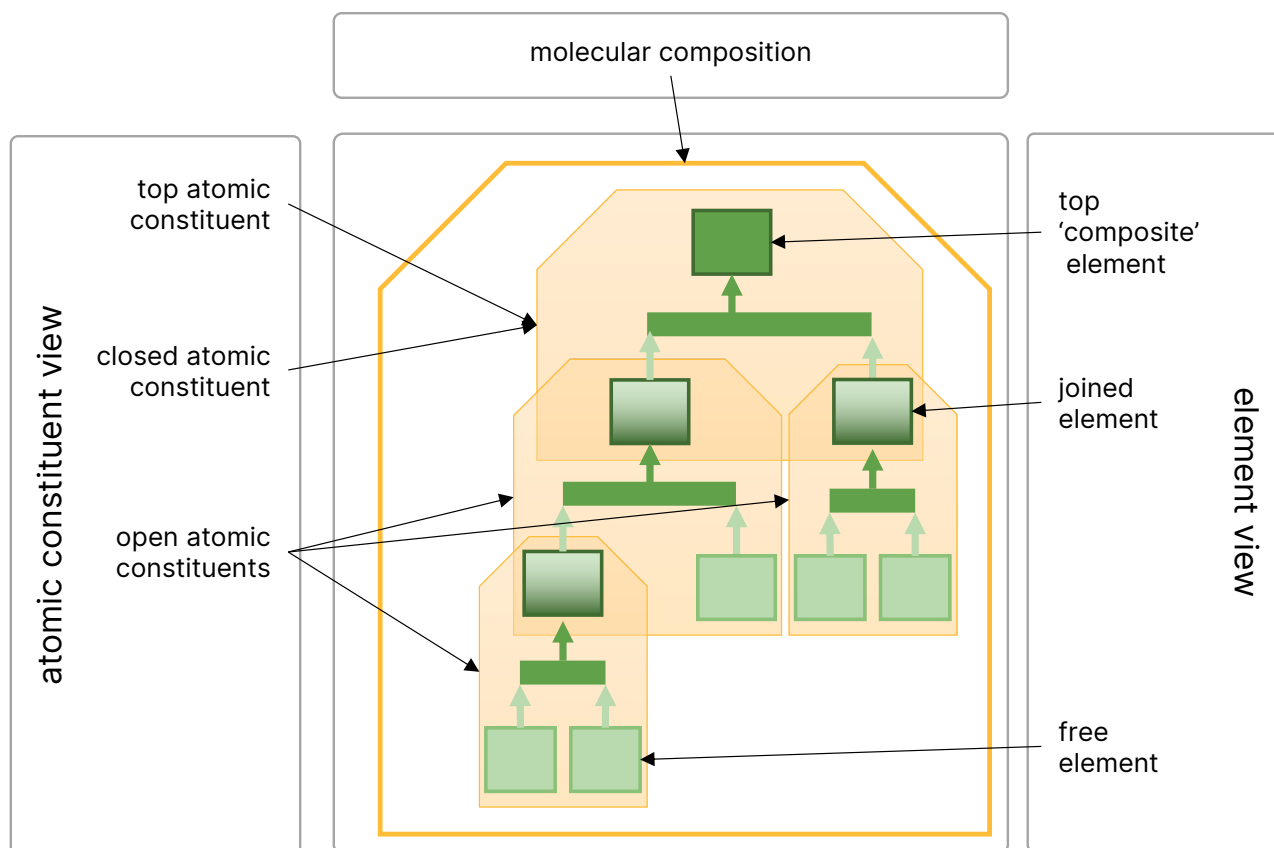 molecular composition
atomic constituent view
top atomic
constituent
closed atomic
constituent
open atomic
constituents
top
‘composite’
element
joined
element
free
element
element view